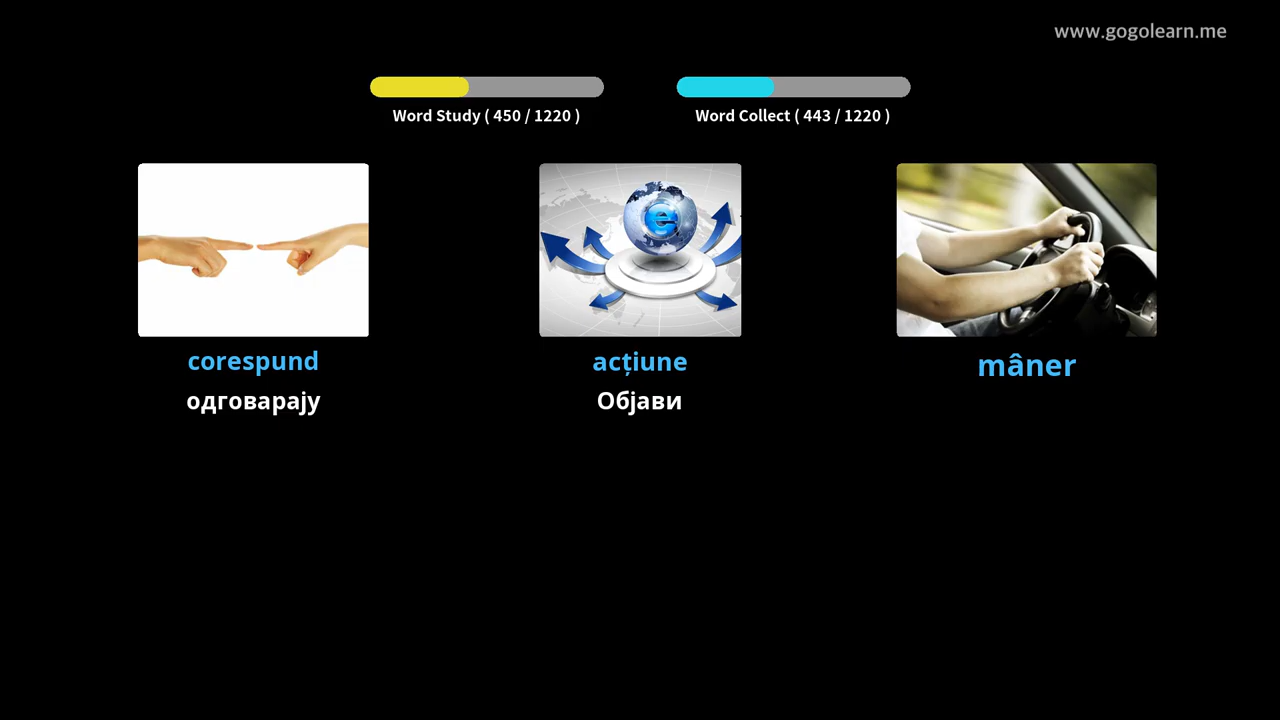 www.gogolearn.me
Word Study ( 450 / 1220 )
Word Collect ( 443 / 1220 )
e
corespund
acțiune
mâner
одговарају
Објави